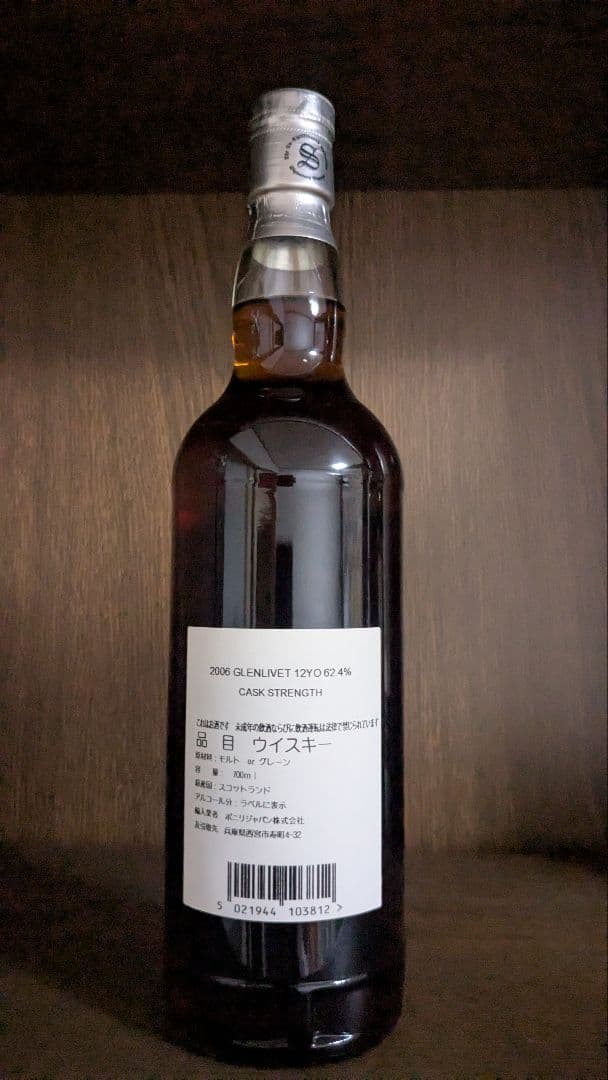 2006 GLENLIVET 12YO 62.4%
CASK STRENGTH
これはお酒です 未成年の飲酒ならびに飲酒運転は法律で禁じられています
品 目 ウイスキー
原材料：モルト or グレーン
容 量： 700ml
原産国：スコットランド
アルコール分：ラベルに表示
輸入業者 ボニリジャパン株式会社
お引取先 兵庫県西宮市寿町4-32
5 021944 103812 >